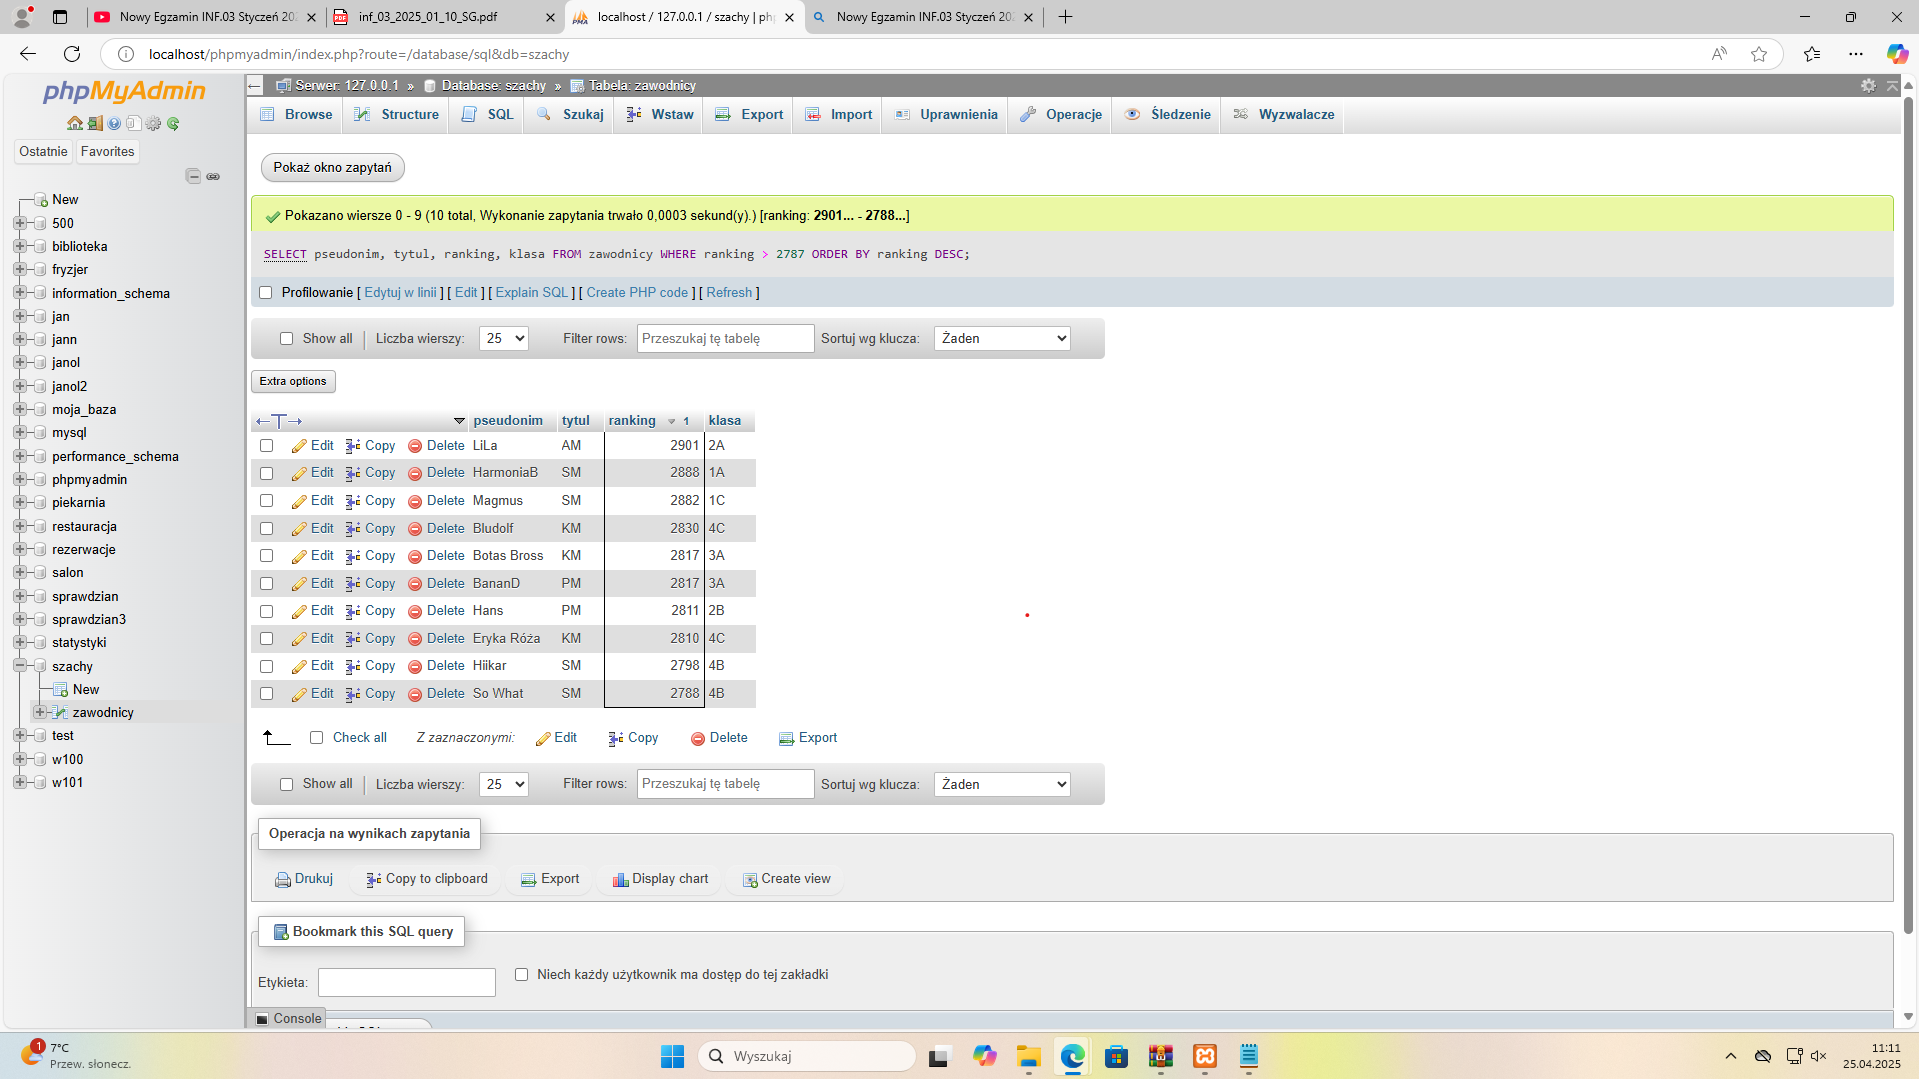 Nowy Egzamin INF.03 Styczeń 202
inf_03_2025_01_10_SG.pdf
localhost / 127.0.0.1 / szachy | ph
Nowy Egzamin INF.03 Styczeń 202
localhost/phpmyadmin/index.php?route=/database/sql&db=szachy
phpMyAdmin
Ostatnie Favorites
New
500
biblioteka
fryzjer
information_schema
jan
jann
janol
janol2
moja_baza
mysql
performance_schema
phpmyadmin
piekarnia
restauracja
rezerwacje
salon
sprawdzian
sprawdzian3
statystyki
szachy
New
zawodnicy
test
w100
w101
Serwer: 127.0.0.1 » Database: szachy » Tabela: zawodnicy
Browse Structure SQL Szukaj Wstaw Export Import Uprawnienia Operacje Śledzenie Wyzwalacze
Pokaż okno zapytań
Pokazano wiersze 0 - 9 (10 total, Wykonanie zapytania trwało 0,0003 sekund(y).) [ranking: 2901... - 2788...]
SELECT pseudonim, tytul, ranking, klasa FROM zawodnicy WHERE ranking > 2787 ORDER BY ranking DESC;
Profilowanie [ Edytuj w linii ] [ Edit ] [ Explain SQL ] [ Create PHP code ] [ Refresh ]
Show all Liczba wierszy: 25 Filter rows: Przeszukaj tę tabelę Sortuj wg klucza: Żaden
Extra options
pseudonim tytul ranking 1 klasa
Edit Copy Delete LiLa AM 2901 2A
Edit Copy Delete HarmoniaB SM 2888 1A
Edit Copy Delete Magmus SM 2882 1C
Edit Copy Delete Bludolf KM 2830 4C
Edit Copy Delete Botas Bross KM 2817 3A
Edit Copy Delete BananD PM 2817 3A
Edit Copy Delete Hans PM 2811 2B
Edit Copy Delete Eryka Róża KM 2810 4C
Edit Copy Delete Hiikar SM 2798 4B
Edit Copy Delete So What SM 2788 4B
Check all Z zaznaczonymi: Edit Copy Delete Export
Show all Liczba wierszy: 25 Filter rows: Przeszukaj tę tabelę Sortuj wg klucza: Żaden
Operacja na wynikach zapytania
Drukuj Copy to clipboard Export Display chart Create view
Bookmark this SQL query
Etykieta: Niech każdy użytkownik ma dostęp do tej zakładki
Console
1
7°C
Przew. słonecz.
Wyszukaj
11:11
25.04.2025